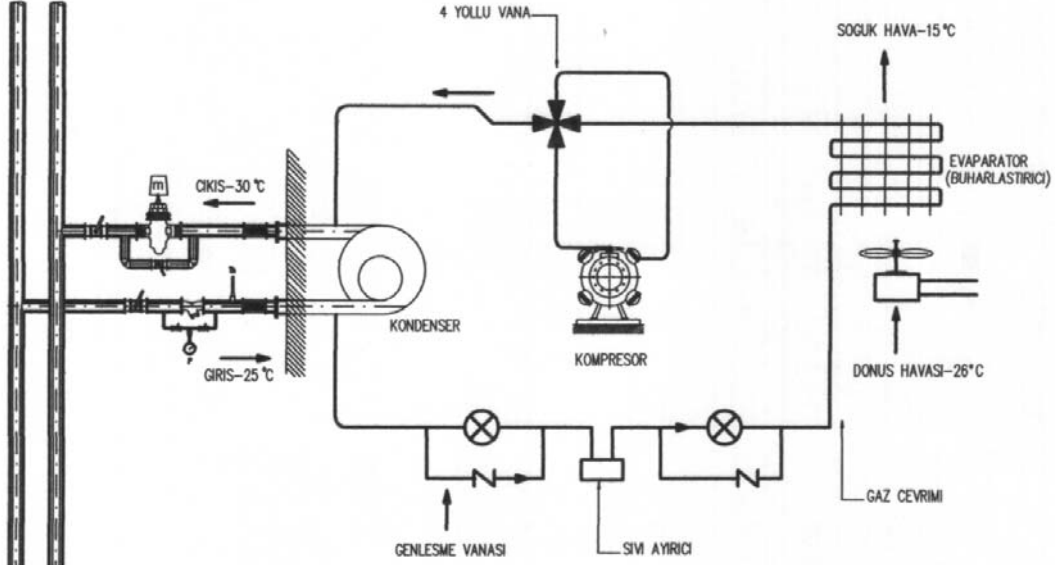 4 YOLLU VANA
SOGUK HAVA-15°C
m
CIKIS-30°C
EVAPARATOR
(BUHARLASTIRICI)
KONDENSER
P
GIRIS-25°C
KOMPRESOR
DONUS HAVASI-26°C
GAZ CEVRIMI
GENLESME VANASI
SIVI AYIRICI